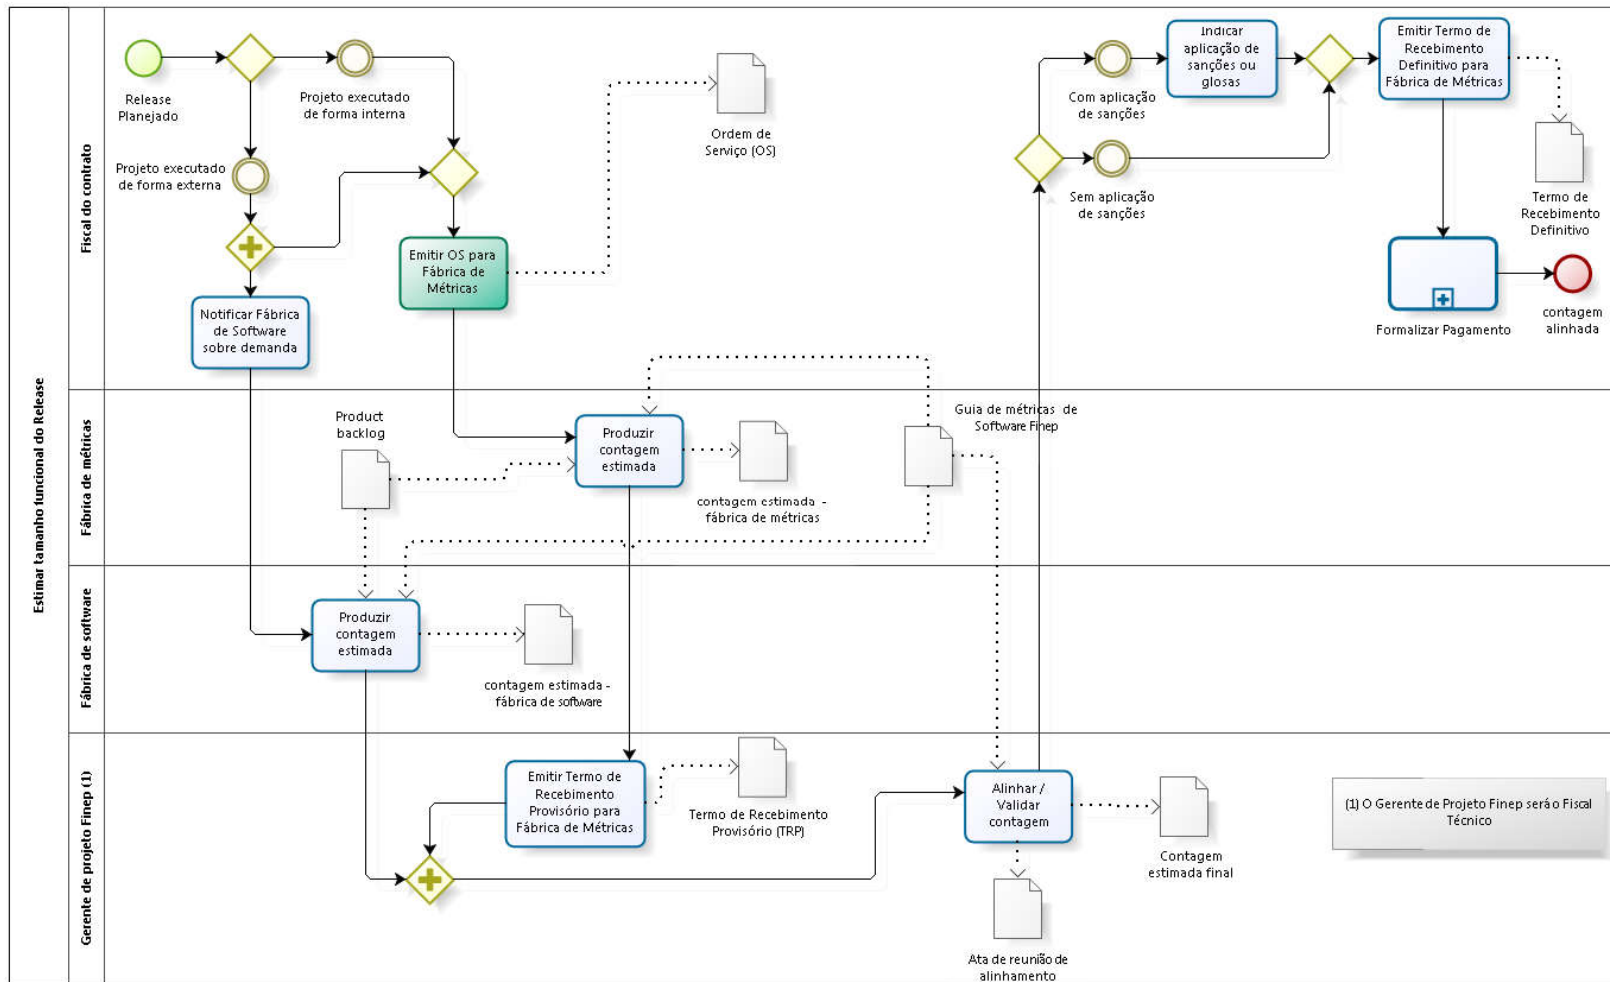 Estimar tamanho funcional do Release
Fiscal do contrato
Release
Planejado
Projeto executado
de forma interna
Projeto executado
de forma externa
Notificar Fábrica
de Software
sobre demanda
Emitir OS para
Fábrica de
Métricas
Ordem de
Serviço (OS)
Com aplicação
de sanções
Sem aplicação
de sanções
Indicar
aplicação de
sanções ou
glosas
Emitir Termo de
Recebimento
Definitivo para
Fábrica de Métricas
Termo de
Recebimento
Definitivo
Formalizar Pagamento
contagem
alinhada
Fábrica de métricas
Product
backlog
Produzir
contagem
estimada
contagem estimada -
fábrica de métricas
Guia de métricas de
Software Finep
Fábrica de software
Produzir
contagem
estimada
contagem estimada -
fábrica de software
Gerente de projeto Finep (1)
Emitir Termo de
Recebimento
Provisório para
Fábrica de Métricas
Termo de Recebimento
Provisório (TRP)
Alinhar /
Validar
contagem
Contagem
estimada final
Ata de reunião de
alinhamento
(1) O Gerente de Projeto Finep será o Fiscal
Técnico